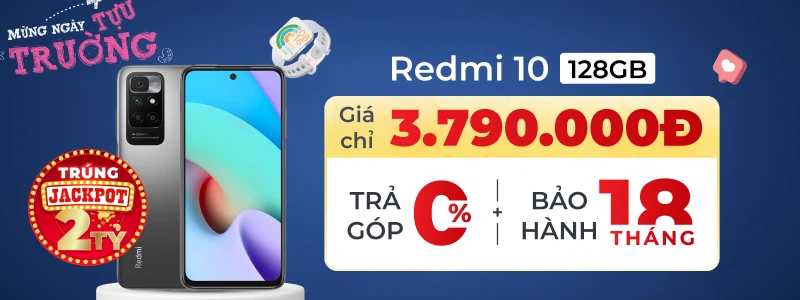 MỪNG NGÀY TỰU
TRƯỜNG
TRÚNG
JACKPOT
2 TỶ
Redmi
Redmi 10 128GB
Giá
chỉ
3.790.000Đ
TRẢ
GÓP
0%
+
BẢO
HÀNH
18
THÁNG